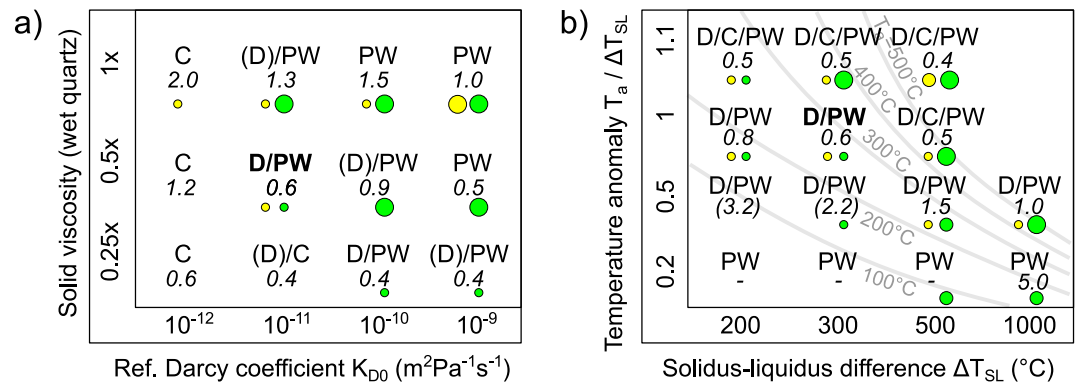 a)
Solid viscosity (wet quartz)
1x
0.5x
0.25x
C (D)/PW PW PW
2.0 1.3 1.5 1.0
C D/PW (D)/PW PW
1.2 0.6 0.9 0.5
C (D)/C D/PW (D)/PW
0.6 0.4 0.4 0.4
10⁻¹² 10⁻¹¹ 10⁻¹⁰ 10⁻⁹
Ref. Darcy coefficient K_D0 (m²Pa⁻¹s⁻¹)
b)
Temperature anomaly T_a / ΔT_SL
1.1
1
0.5
0.2
D/C/PW D/C/PW D/C/PW
0.5 0.5 0.4
D/PW D/PW D/C/PW
0.8 0.6 0.5
D/PW D/PW D/PW D/PW
(3.2) (2.2) 1.5 1.0
PW PW PW PW
- - - 5.0
T_a=500°C
400°C
300°C
200°C
100°C
200 300 500 1000
Solidus-liquidus difference ΔT_SL (°C)